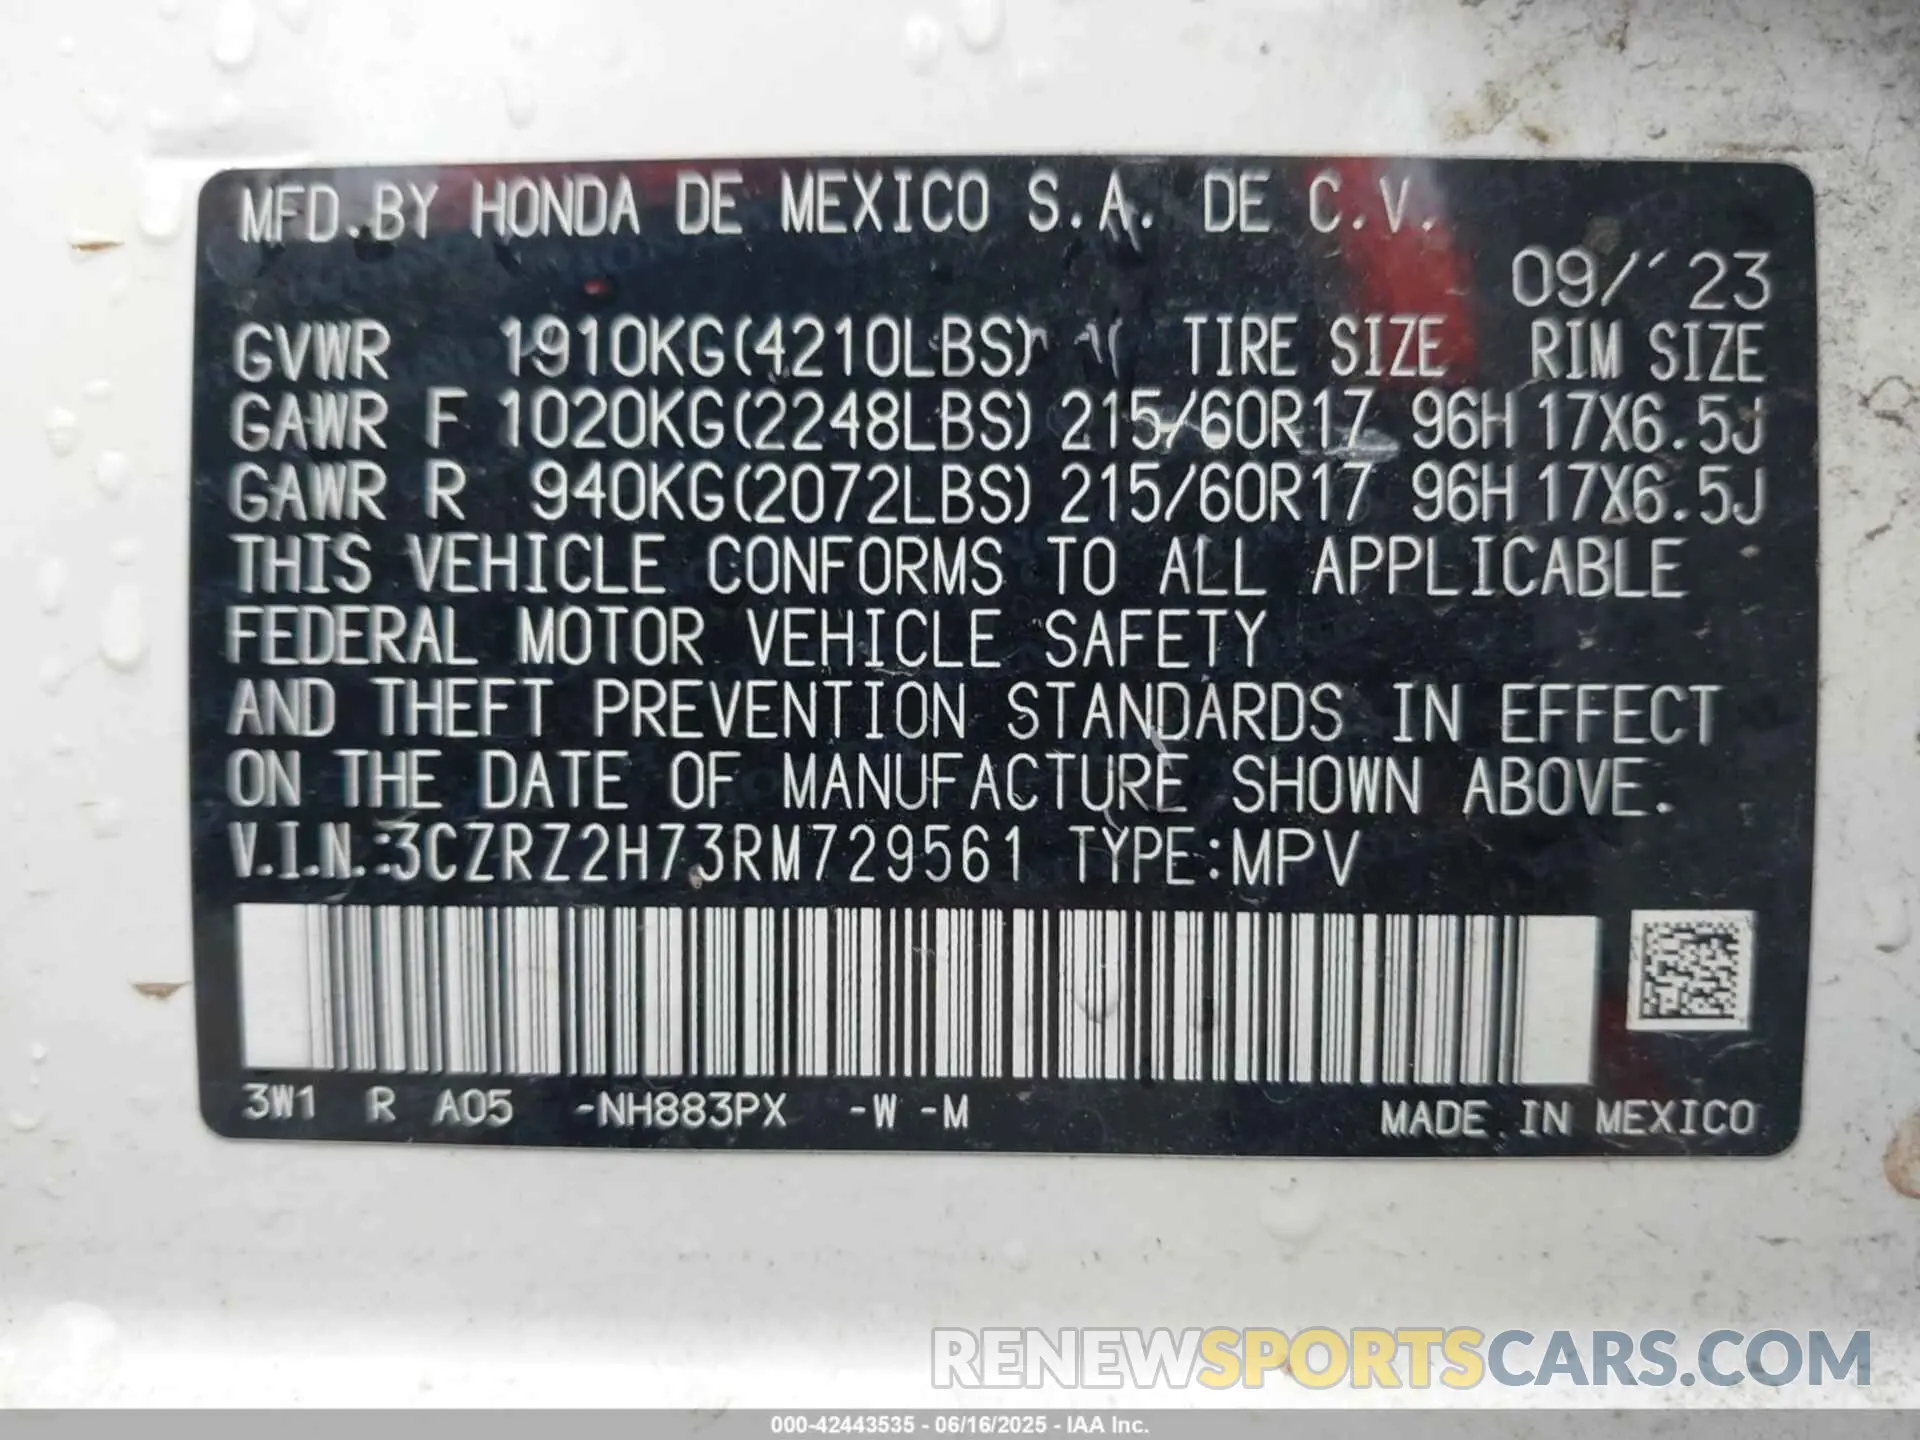 MFD.BY HONDA DE MEXICO S.A. DE C.V.
09/'23
GVWR 1910KG(4210LBS) TIRE SIZE RIM SIZE
GAWR F 1020KG(2248LBS) 215/60R17 96H 17X6.5J
GAWR R 940KG(2072LBS) 215/60R17 96H 17X6.5J
THIS VEHICLE CONFORMS TO ALL APPLICABLE
FEDERAL MOTOR VEHICLE SAFETY
AND THEFT PREVENTION STANDARDS IN EFFECT
ON THE DATE OF MANUFACTURE SHOWN ABOVE.
V.I.N.:3CZRZ2H73RM729561 TYPE:MPV
3W1 R A05 -NH883PX -W -M MADE IN MEXICO
RENEWSPORTSCARS.COM
000-42443535 - 06/16/2025 - IAA Inc.